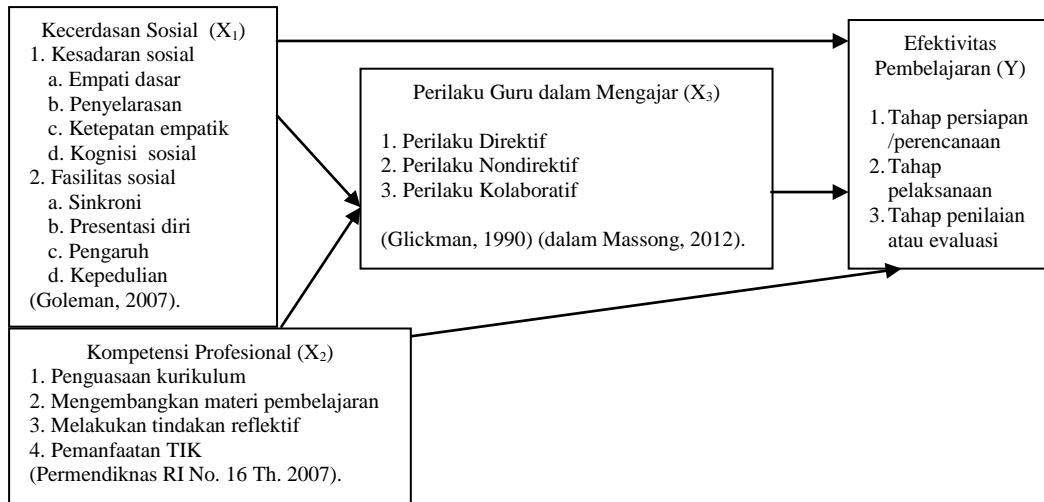 Kecerdasan Sosial (X₁)
1. Kesadaran sosial
a. Empati dasar
b. Penyelarasan
c. Ketepatan empatik
d. Kognisi sosial
2. Fasilitas sosial
a. Sinkroni
b. Presentasi diri
c. Pengaruh
d. Kepedulian
(Goleman, 2007).
Kompetensi Profesional (X₂)
1. Penguasaan kurikulum
2. Mengembangkan materi pembelajaran
3. Melakukan tindakan reflektif
4. Pemanfaatan TIK
(Permendiknas RI No. 16 Th. 2007).
Perilaku Guru dalam Mengajar (X₃)
1. Perilaku Direktif
2. Perilaku Nondirektif
3. Perilaku Kolaboratif
(Glickman, 1990) (dalam Massong, 2012).
Efektivitas
Pembelajaran (Y)
1. Tahap persiapan
/perencanaan
2. Tahap
pelaksanaan
3. Tahap penilaian
atau evaluasi